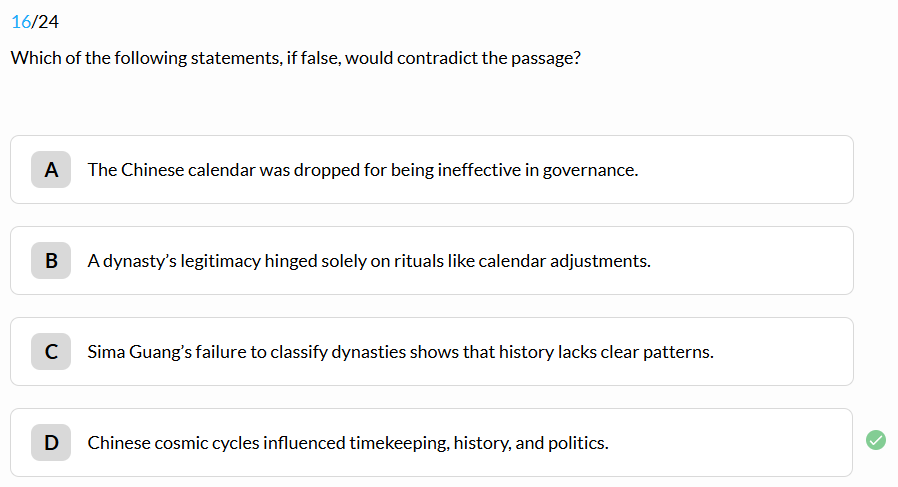 16/24
Which of the following statements, if false, would contradict the passage?
A The Chinese calendar was dropped for being ineffective in governance.
B A dynasty’s legitimacy hinged solely on rituals like calendar adjustments.
C Sima Guang’s failure to classify dynasties shows that history lacks clear patterns.
D Chinese cosmic cycles influenced timekeeping, history, and politics.